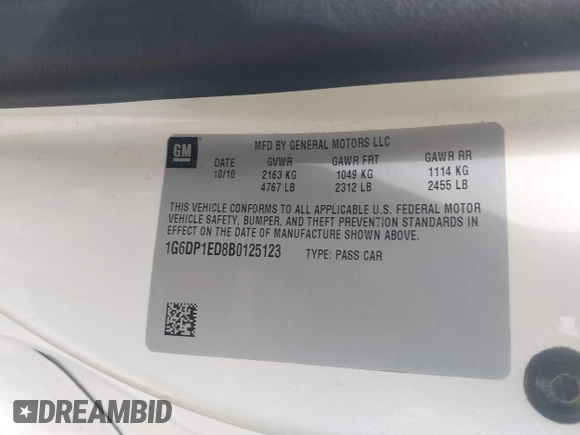 GM
MFD BY GENERAL MOTORS LLC
DATE GVWR GAWR FRT GAWR RR
10/10 2163 KG 1049 KG 1114 KG
4767 LB 2312 LB 2455 LB
THIS VEHICLE CONFORMS TO ALL APPLICABLE U.S. FEDERAL MOTOR
VEHICLE SAFETY, BUMPER, AND THEFT PREVENTION STANDARDS IN
EFFECT ON THE DATE OF MANUFACTURE SHOWN ABOVE.
1G6DP1ED8B0125123 TYPE: PASS CAR
DREAMBID